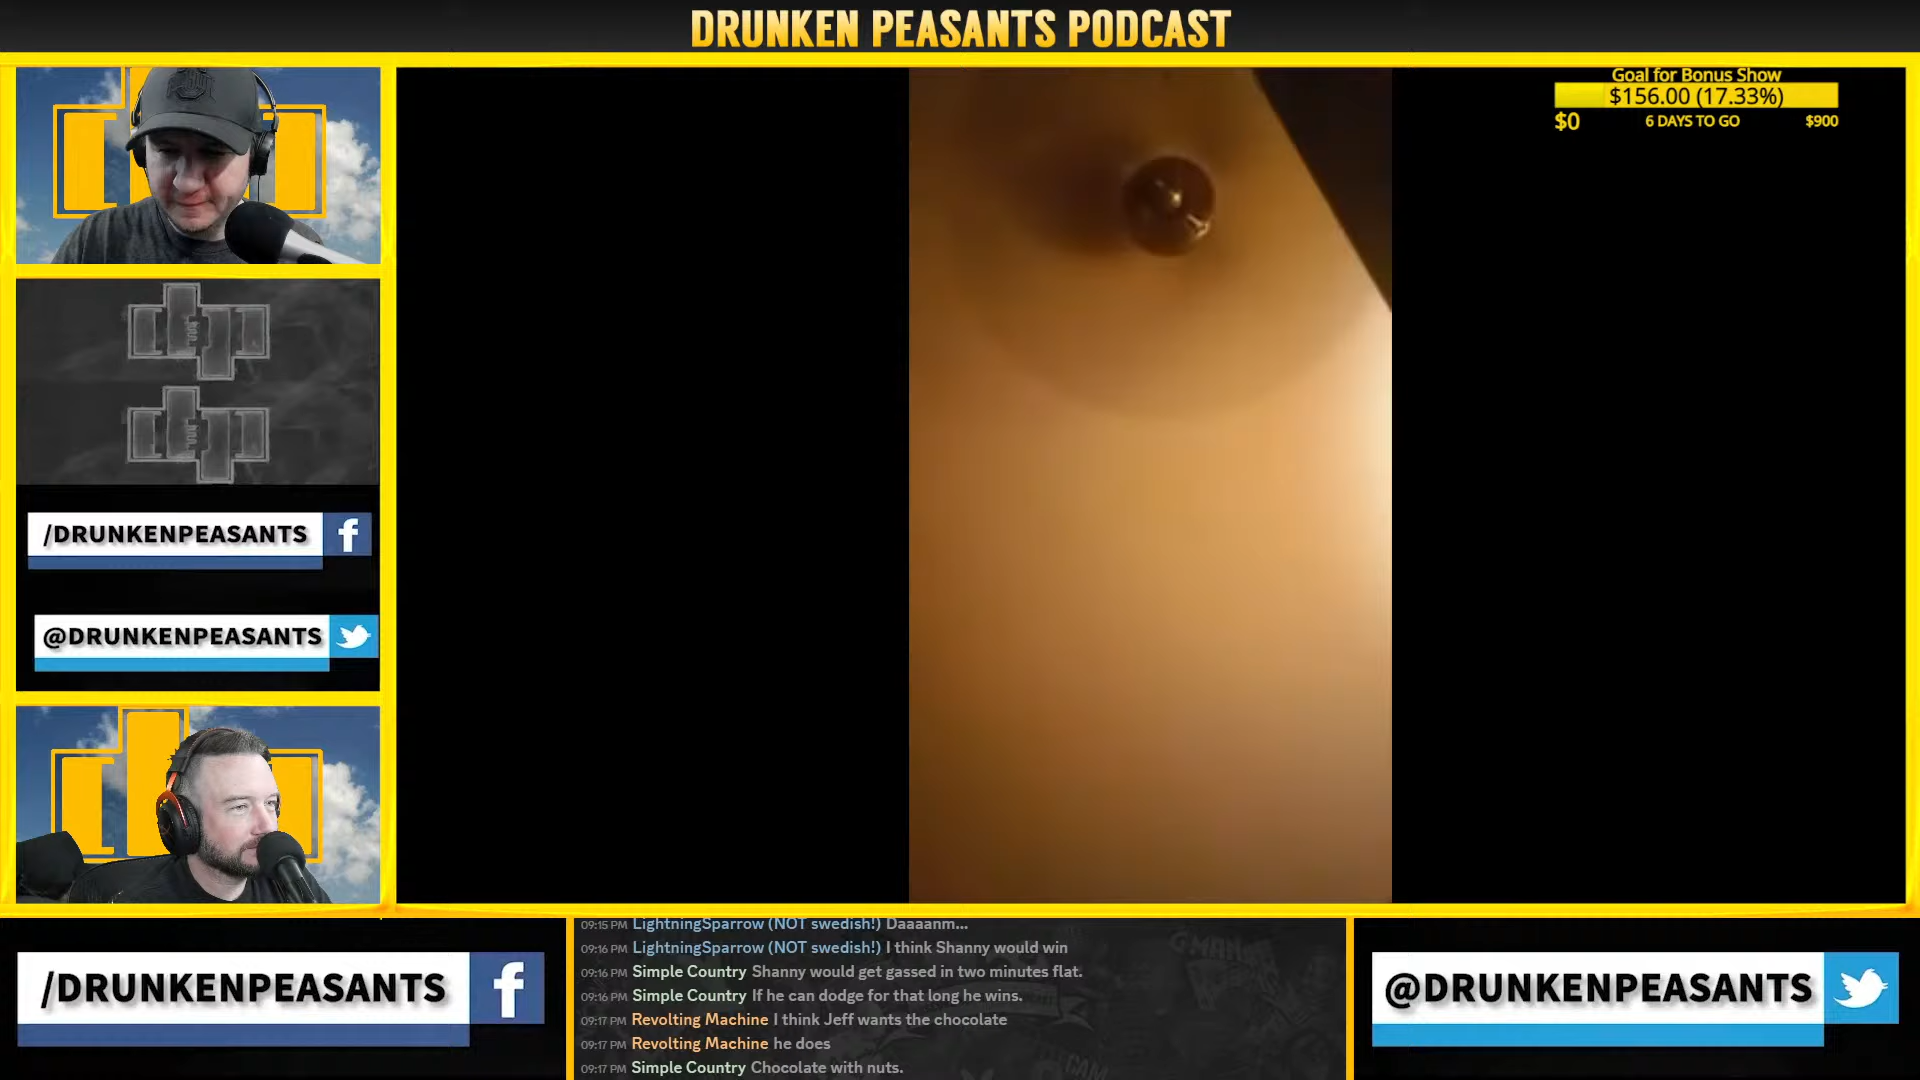 DRUNKEN PEASANTS PODCAST
Goal for Bonus Show
$156.00 (17.33%)
$0 6 DAYS TO GO $900
/DRUNKENPEASANTS f
@DRUNKENPEASANTS
09:15 PM LightningSparrow (NOT swedish!) Daaaanm...
09:16 PM LightningSparrow (NOT swedish!) I think Shanny would win
09:16 PM Simple Country Shanny would get gassed in two minutes flat.
09:16 PM Simple Country If he can dodge for that long he wins.
09:17 PM Revolting Machine I think Jeff wants the chocolate
09:17 PM Revolting Machine he does
09:17 PM Simple Country Chocolate with nuts.
/DRUNKENPEASANTS f
@DRUNKENPEASANTS